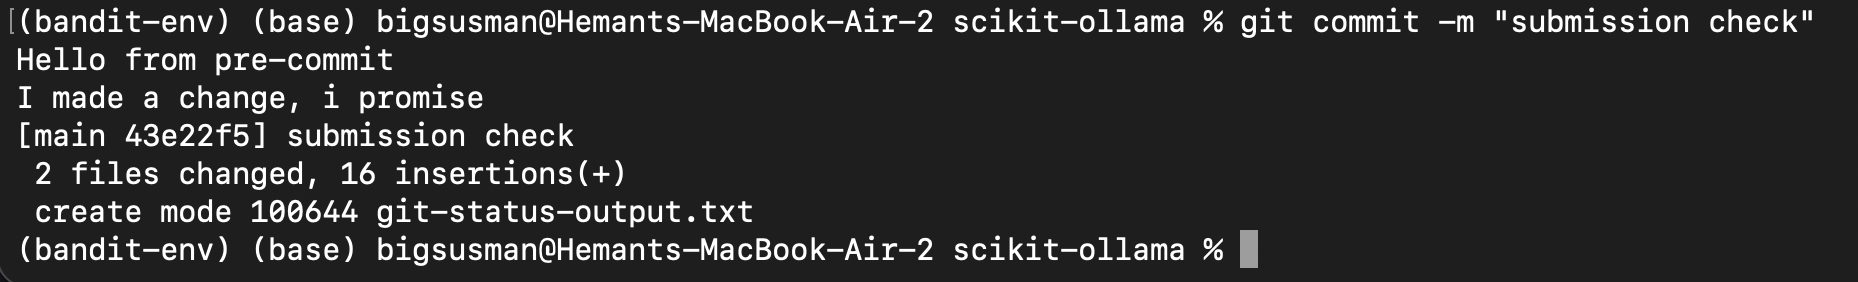 [(bandit-env) (base) bigsusman@Hemants-MacBook-Air-2 scikit-ollama % git commit -m "submission check"
Hello from pre-commit
I made a change, i promise
[main 43e22f5] submission check
 2 files changed, 16 insertions(+)
 create mode 100644 git-status-output.txt
(bandit-env) (base) bigsusman@Hemants-MacBook-Air-2 scikit-ollama %